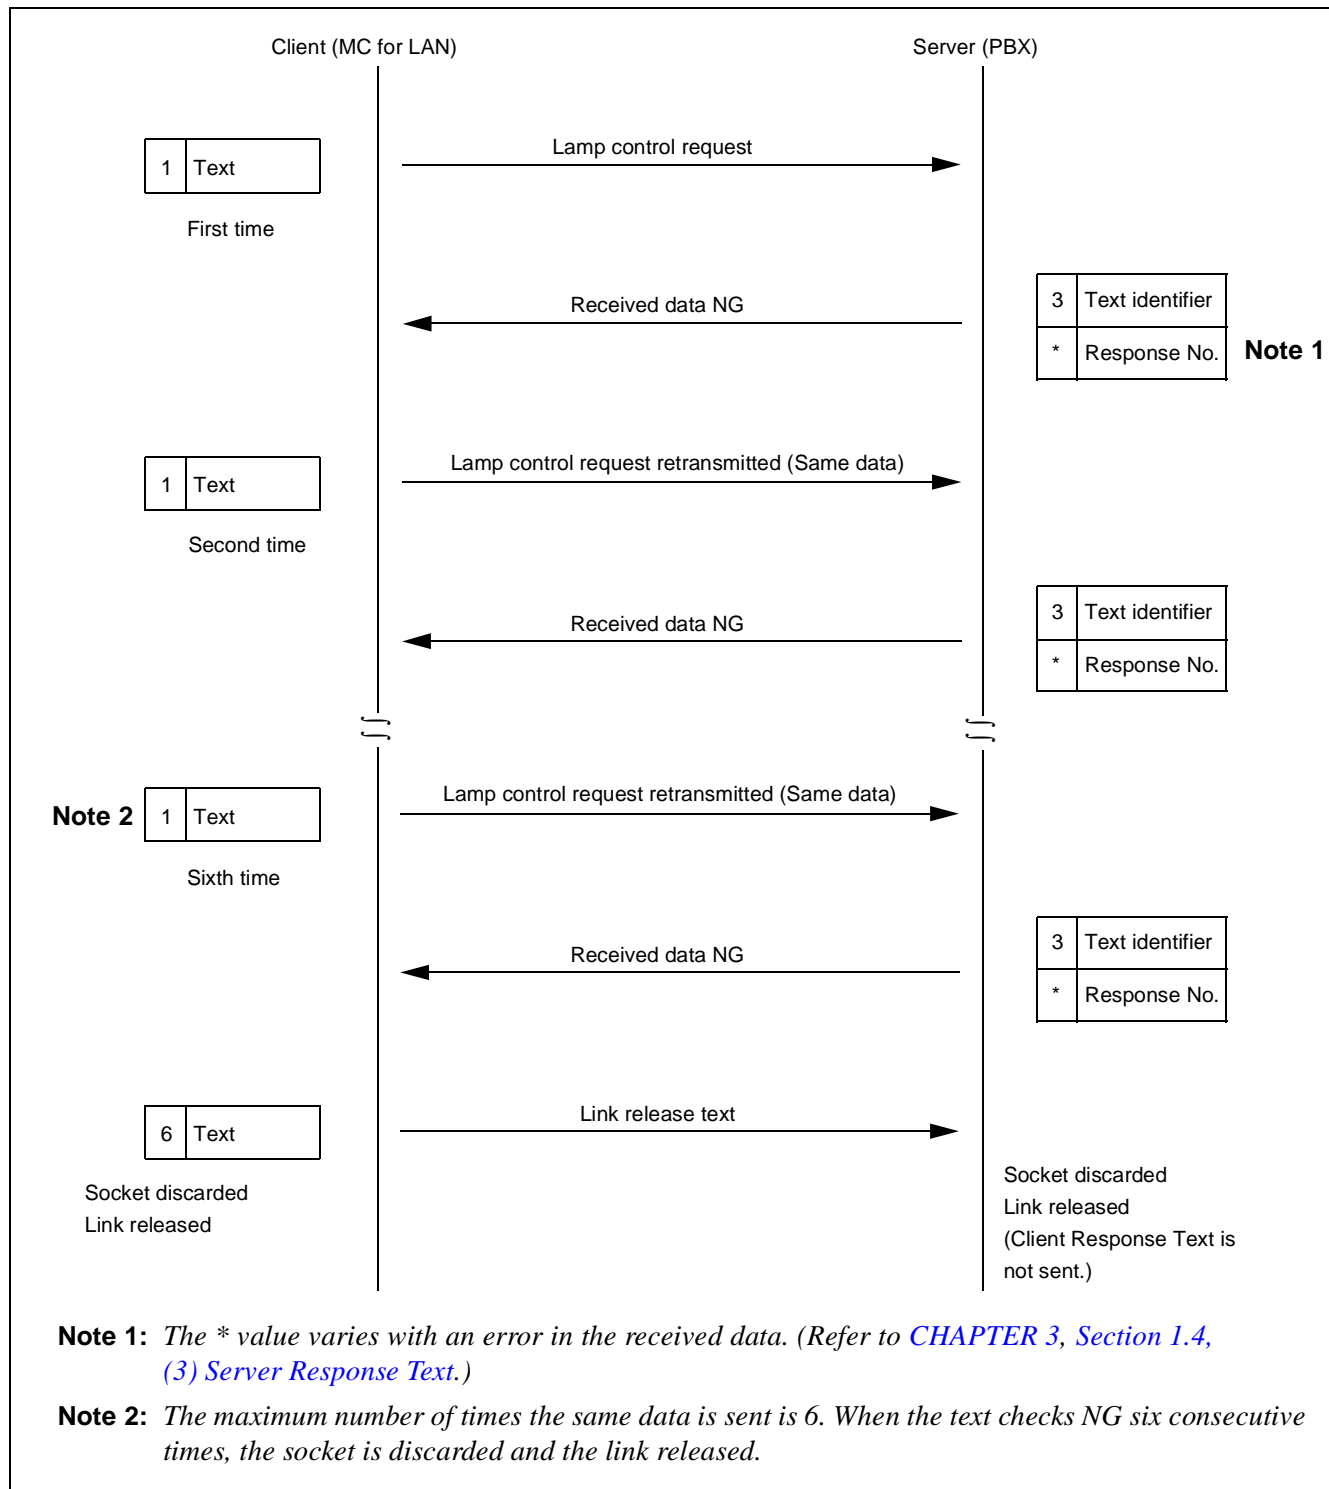 Client (MC for LAN)
Server (PBX)
Lamp control request
1 Text
First time
Received data NG
3 Text identifier
* Response No. Note 1
Lamp control request retransmitted (Same data)
1 Text
Second time
Received data NG
3 Text identifier
* Response No.
Lamp control request retransmitted (Same data)
Note 2 1 Text
Sixth time
Received data NG
3 Text identifier
* Response No.
Link release text
6 Text
Socket discarded
Link released
Socket discarded
Link released
(Client Response Text is
not sent.)
Note 1: The * value varies with an error in the received data. (Refer to CHAPTER 3, Section 1.4,
(3) Server Response Text.)
Note 2: The maximum number of times the same data is sent is 6. When the text checks NG six consecutive
times, the socket is discarded and the link released.